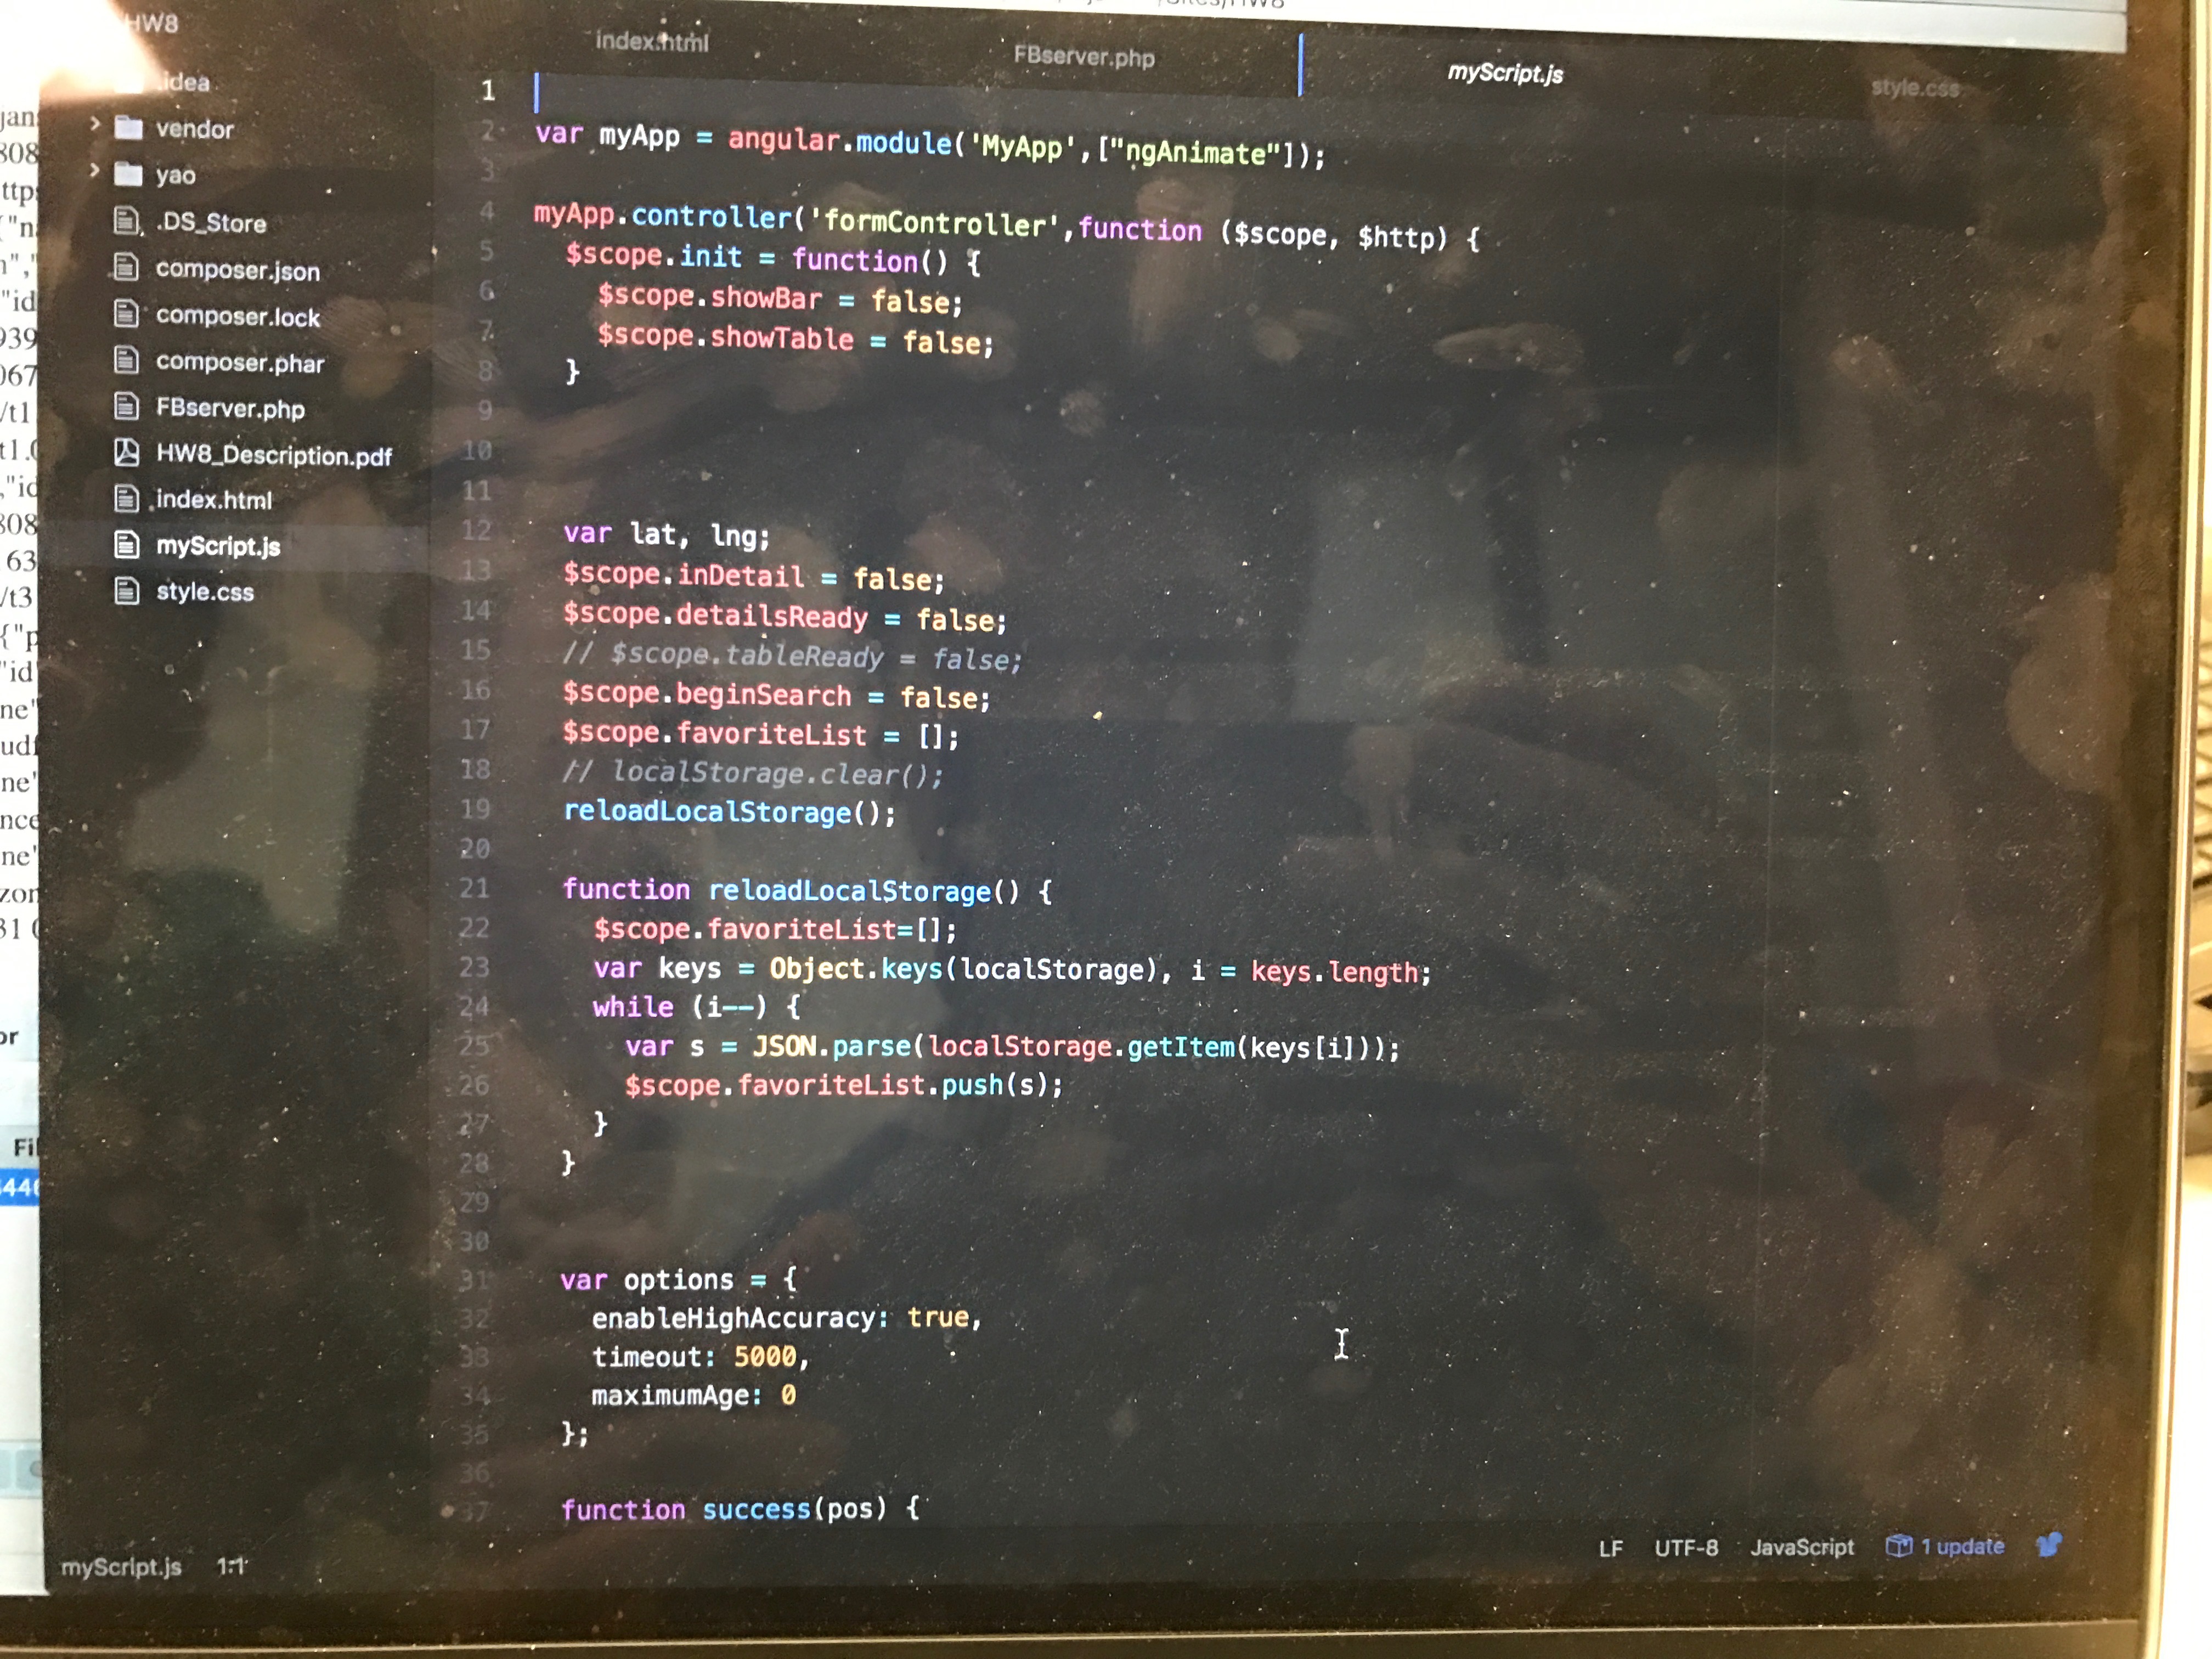 HW8
.idea
vendor
yao
.DS_Store
composer.json
composer.lock
composer.phar
FBserver.php
HW8_Description.pdf
index.html
myScript.js
style.css
index.html
FBserver.php
myScript.js
style.css
1
2 var myApp = angular.module('MyApp',["ngAnimate"]);
3
4 myApp.controller('formController',function ($scope, $http) {
5 $scope.init = function() {
6 $scope.showBar = false;
7 $scope.showTable = false;
8 }
9
10
11
12 var lat, lng;
13 $scope.inDetail = false;
14 $scope.detailsReady = false;
15 // $scope.tableReady = false;
16 $scope.beginSearch = false;
17 $scope.favoriteList = [];
18 // localStorage.clear();
19 reloadLocalStorage();
20
21 function reloadLocalStorage() {
22 $scope.favoriteList=[];
23 var keys = Object.keys(localStorage), i = keys.length;
24 while (i--) {
25 var s = JSON.parse(localStorage.getItem(keys[i]));
26 $scope.favoriteList.push(s);
27 }
28 }
29
30
31 var options = {
32 enableHighAccuracy: true,
33 timeout: 5000,
34 maximumAge: 0
35 };
36
37 function success(pos) {
myScript.js 1:1
LF UTF-8 JavaScript 1 update